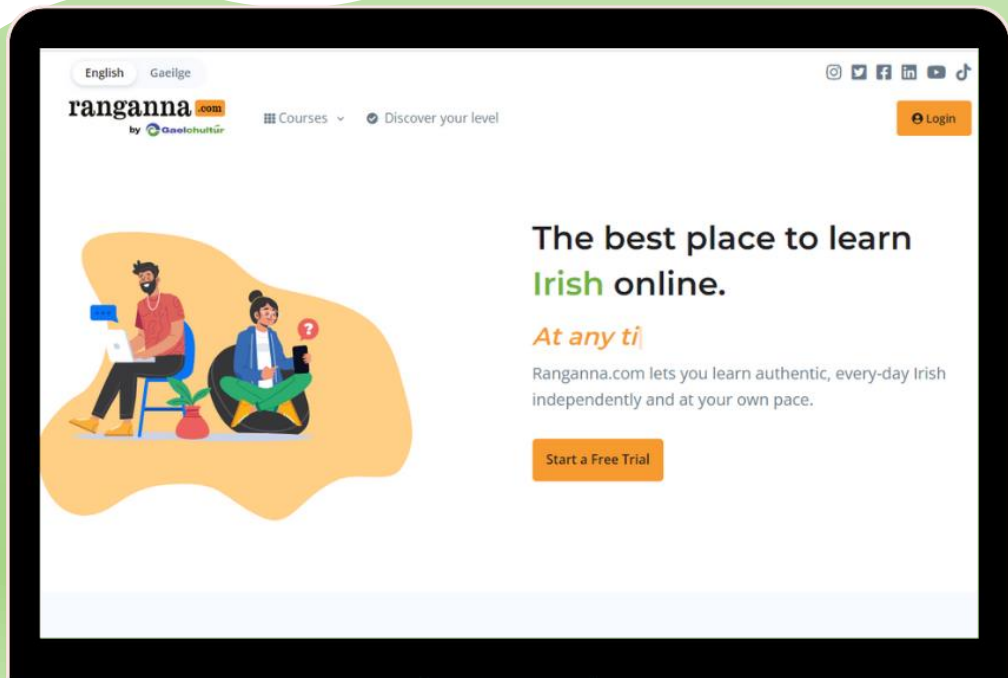 English Gaeilge
ranganna .com
by Gaelchultúr
Courses Discover your level
Login
The best place to learn
Irish online.
At any ti
Ranganna.com lets you learn authentic, every-day Irish
independently and at your own pace.
Start a Free Trial
?